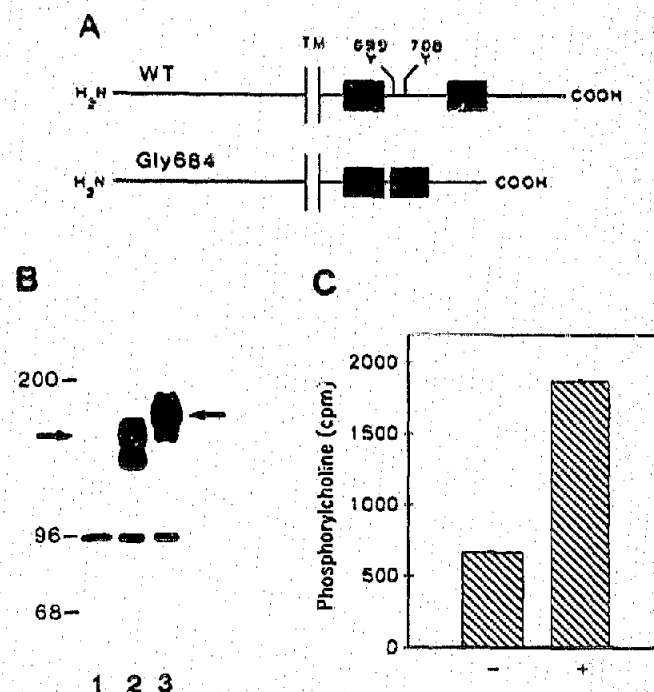 A
TM 699 708
WT
H2N COOH
Gly684
H2N COOH
B
200
96
68
1 2 3
C
Phosphorylcholine (cpm)
2000
1500
1000
500
0
- +